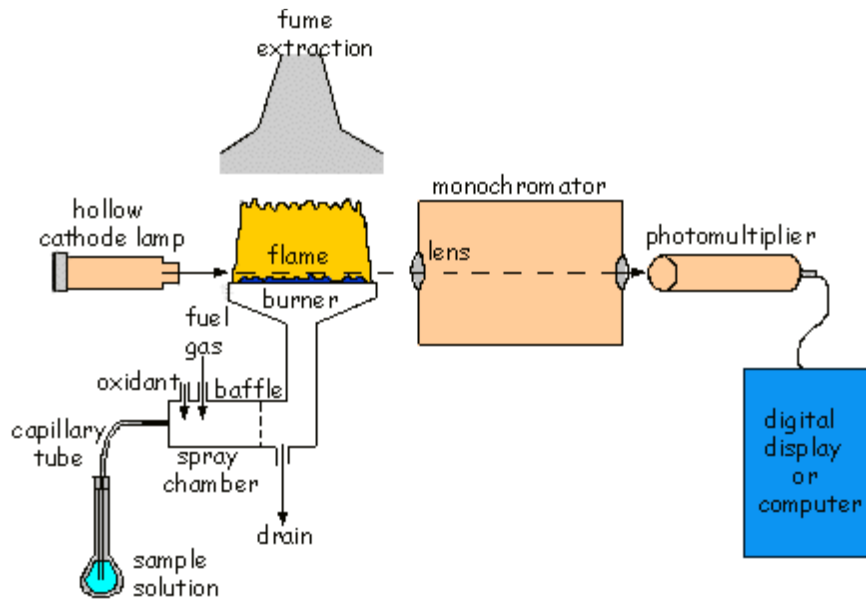 fume
extraction
hollow
cathode lamp
flame
burner
monochromator
lens
photomultiplier
fuel
gas
oxidant
baffle
capillary
tube
spray
chamber
drain
sample
solution
digital
display
or
computer